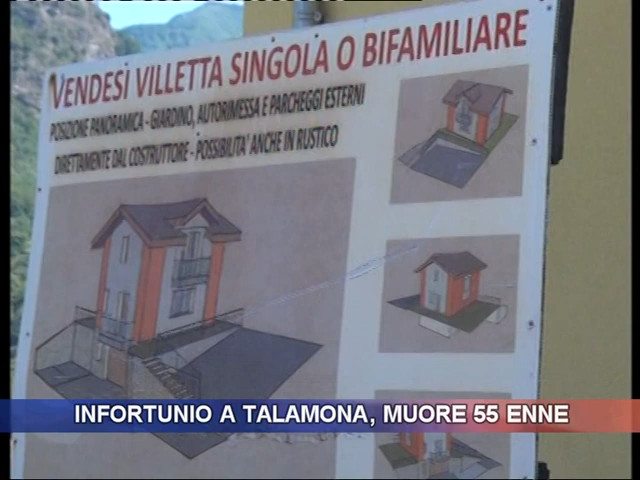 VENDESI VILLETTA SINGOLA O BIFAMILIARE
POSIZIONE PANORAMICA - GIARDINO, AUTORIMESSA E PARCHEGGI ESTERNI
DIRETTAMENTE DAL COSTRUTTORE - POSSIBILITA' ANCHE IN RUSTICO
INFORTUNIO A TALAMONA, MUORE 55 ENNE